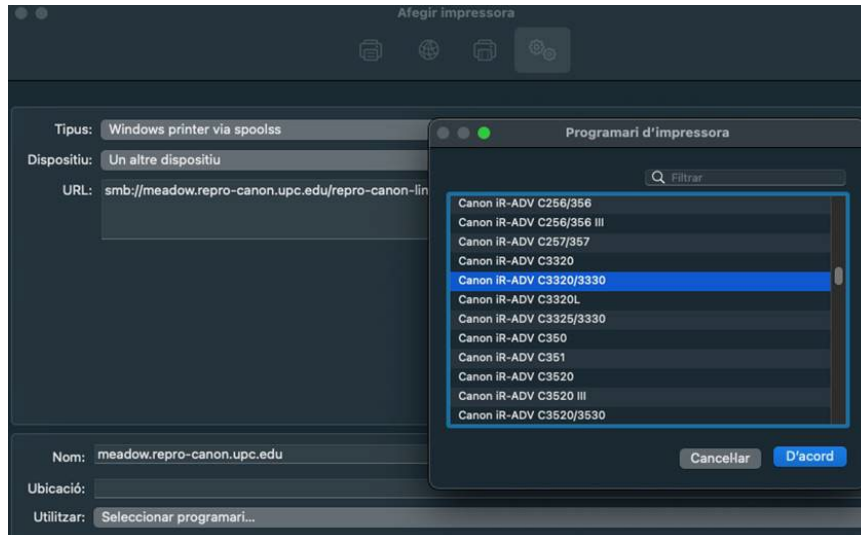 Afegir impressora
Tipus: Windows printer via spoolss
Dispositiu: Un altre dispositiu
URL: smb://meadow.repro-canon.upc.edu/repro-canon-lin
Nom: meadow.repro-canon.upc.edu
Ubicació:
Utilitzar: Seleccionar programari...
Programari d'impressora
Filtrar
Canon iR-ADV C256/356
Canon iR-ADV C256/356 III
Canon iR-ADV C257/357
Canon iR-ADV C3320
Canon iR-ADV C3320/3330
Canon iR-ADV C3320L
Canon iR-ADV C3325/3330
Canon iR-ADV C350
Canon iR-ADV C351
Canon iR-ADV C3520
Canon iR-ADV C3520 III
Canon iR-ADV C3520/3530
Cancel·lar
D'acord